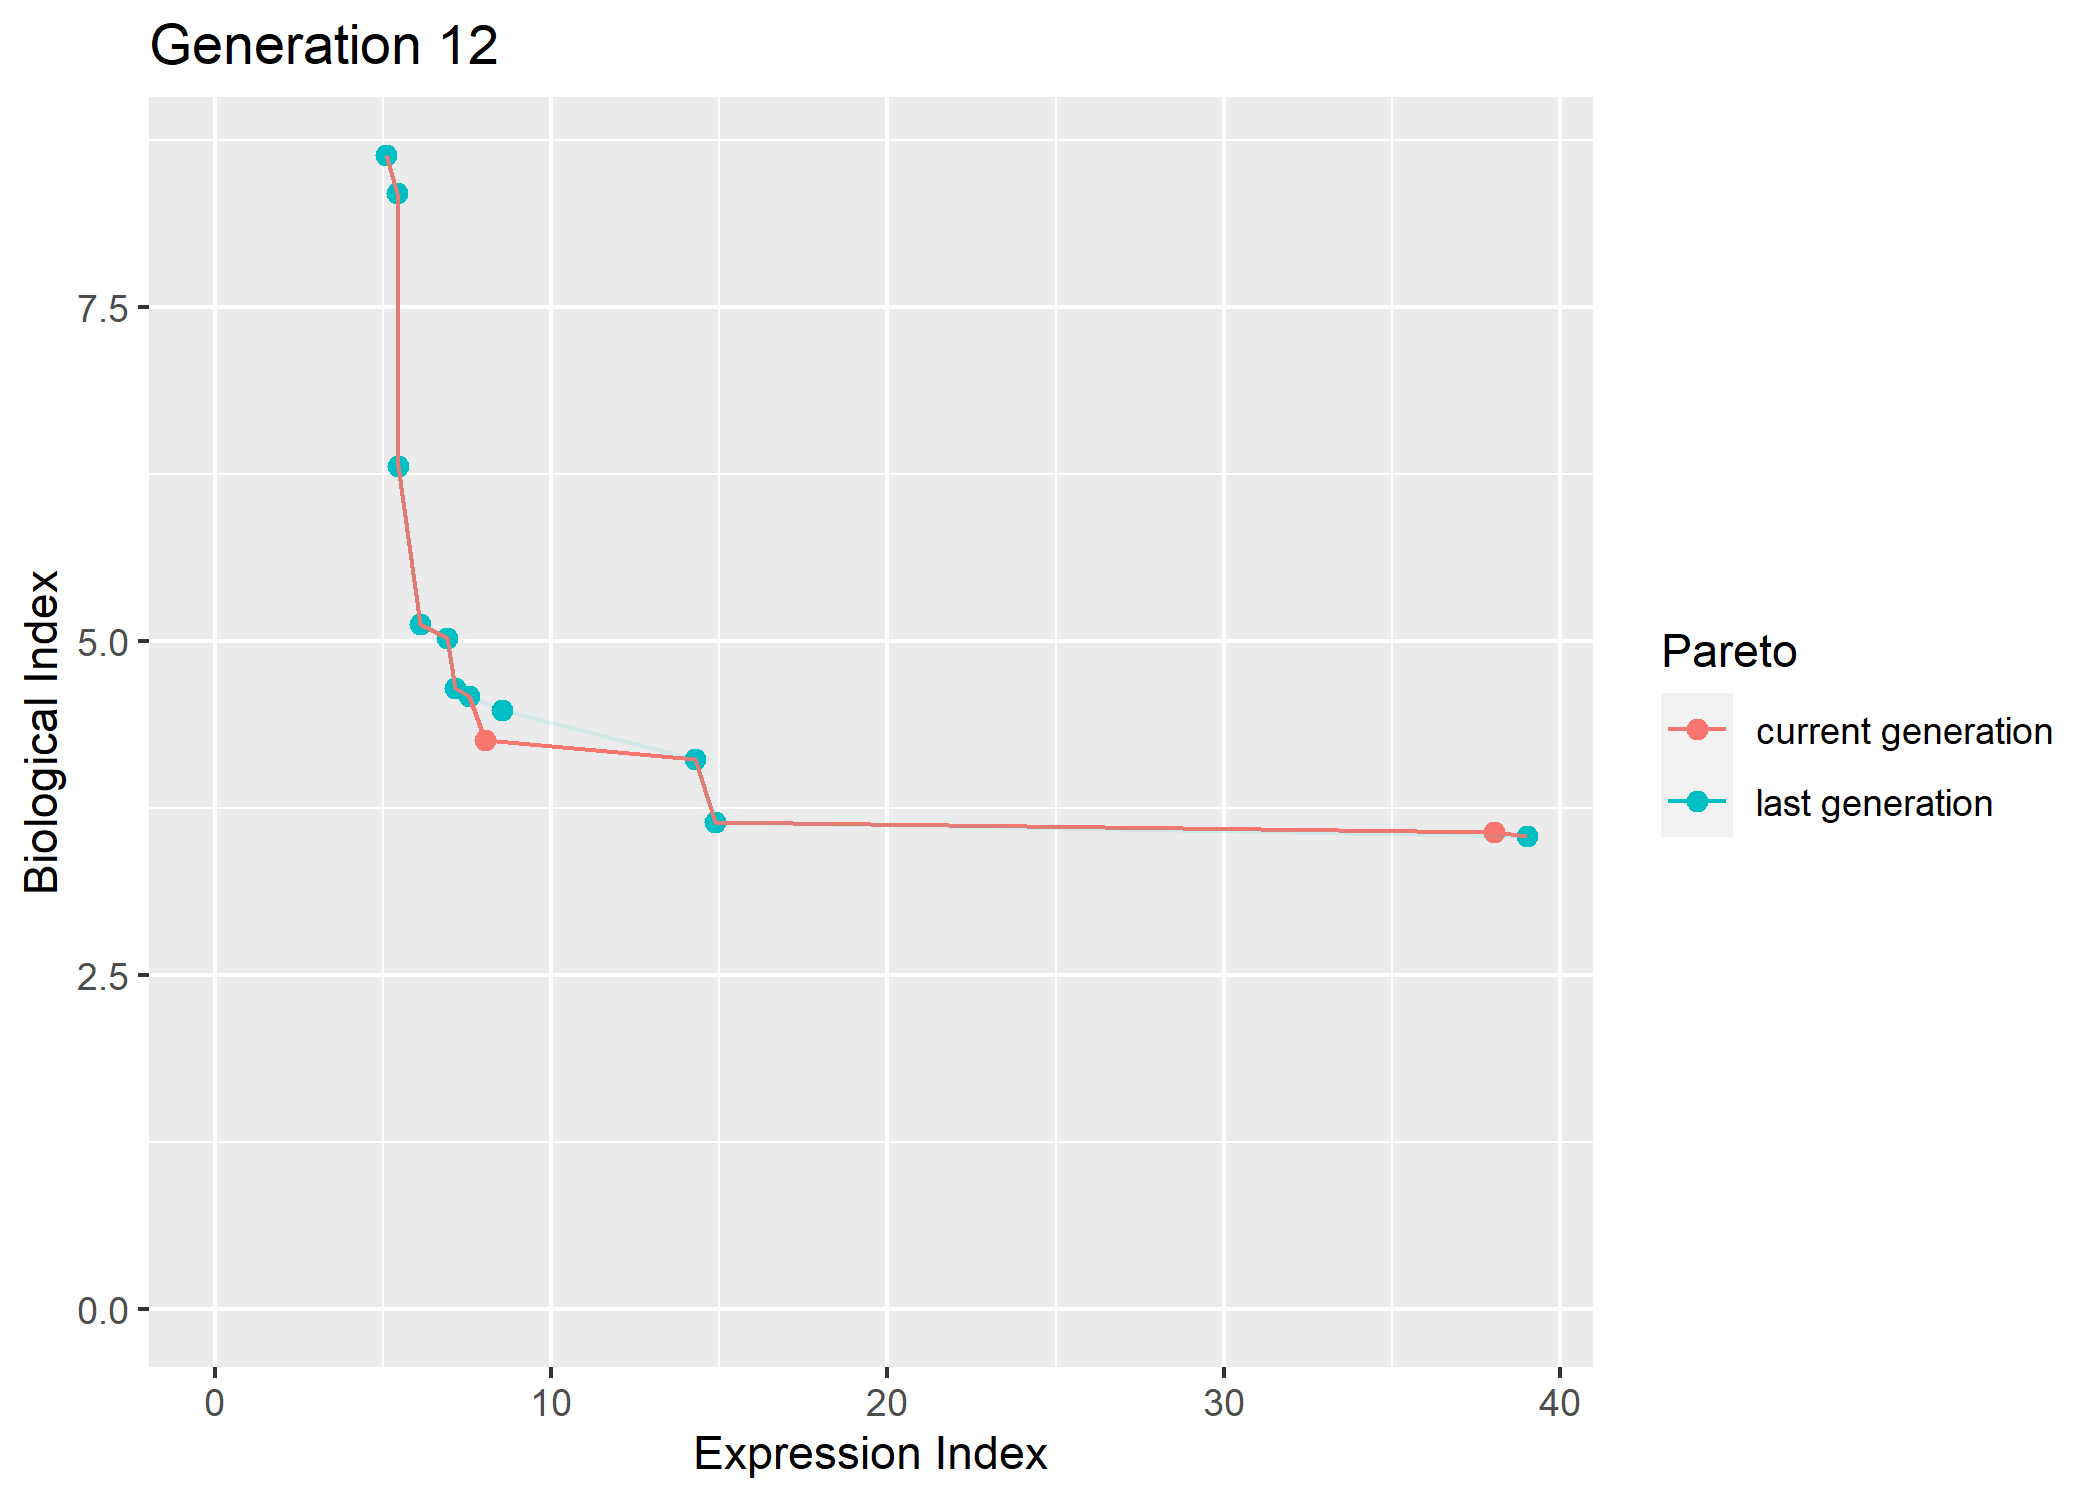 Generation 12
7.5
5.0
2.5
0.0
Biological Index
0 10 20 30 40
Expression Index
Pareto
current generation
last generation